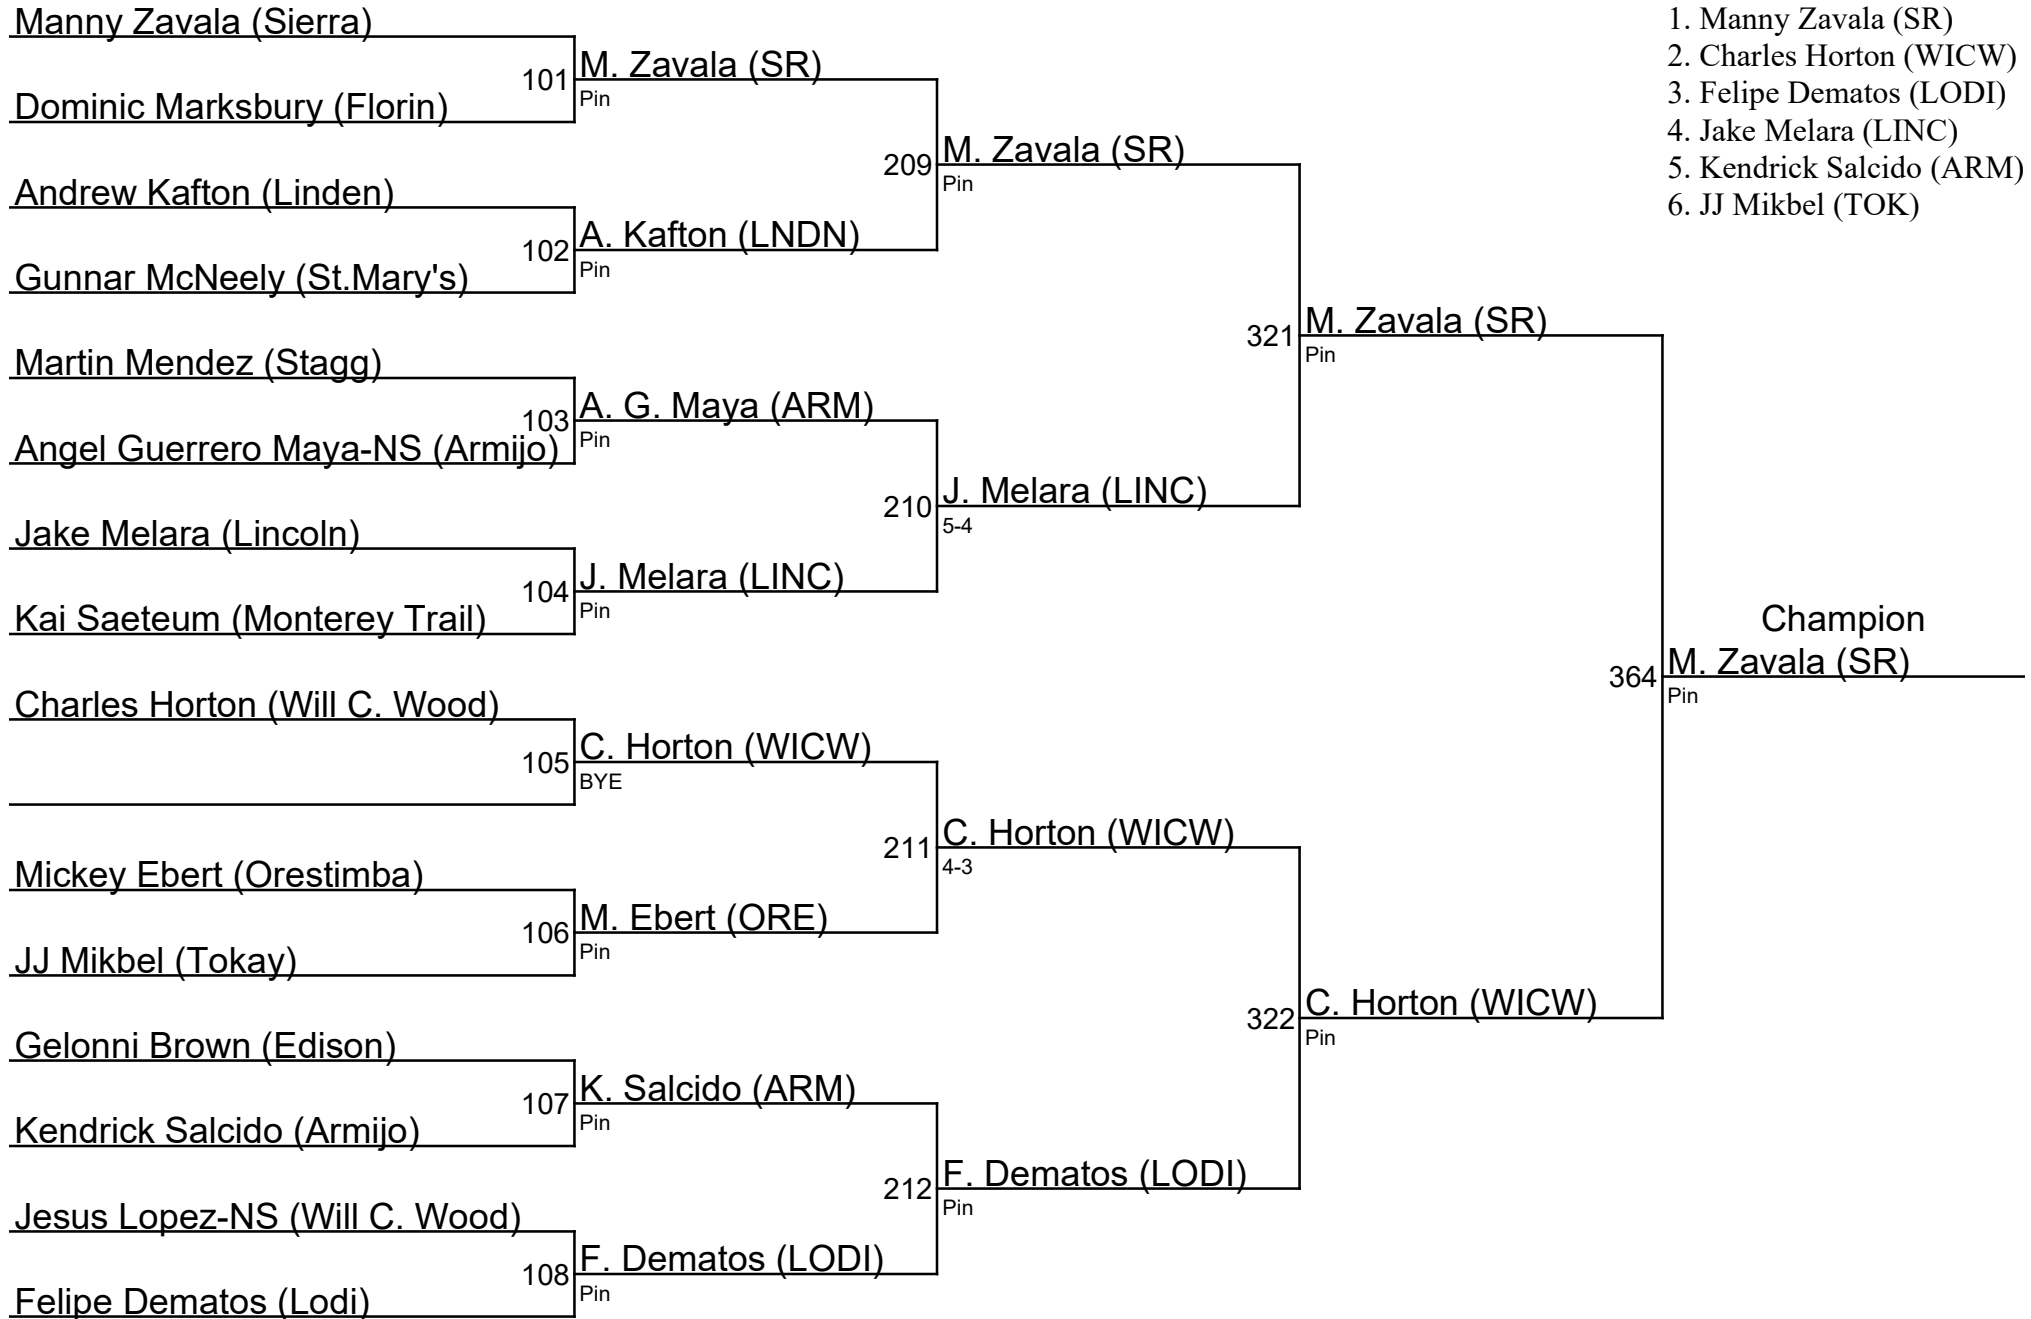 Manny Zavala (Sierra)
Dominic Marksbury (Florin)
Andrew Kafton (Linden)
Gunnar McNeely (St.Mary's)
Martin Mendez (Stagg)
Angel Guerrero Maya-NS (Armijo)
Jake Melara (Lincoln)
Kai Saeteum (Monterey Trail)
Charles Horton (Will C. Wood)
Mickey Ebert (Orestimba)
JJ Mikbel (Tokay)
Gelonni Brown (Edison)
Kendrick Salcido (Armijo)
Jesus Lopez-NS (Will C. Wood)
Felipe Dematos (Lodi)
101 M. Zavala (SR)
Pin
102 A. Kafton (LNDN)
Pin
103 A. G. Maya (ARM)
Pin
104 J. Melara (LINC)
Pin
105 C. Horton (WICW)
BYE
106 M. Ebert (ORE)
Pin
107 K. Salcido (ARM)
Pin
108 F. Dematos (LODI)
Pin
209 M. Zavala (SR)
Pin
210 J. Melara (LINC)
5-4
211 C. Horton (WICW)
4-3
212 F. Dematos (LODI)
Pin
321 M. Zavala (SR)
Pin
322 C. Horton (WICW)
Pin
Champion
364 M. Zavala (SR)
Pin
1. Manny Zavala (SR)
2. Charles Horton (WICW)
3. Felipe Dematos (LODI)
4. Jake Melara (LINC)
5. Kendrick Salcido (ARM)
6. JJ Mikbel (TOK)